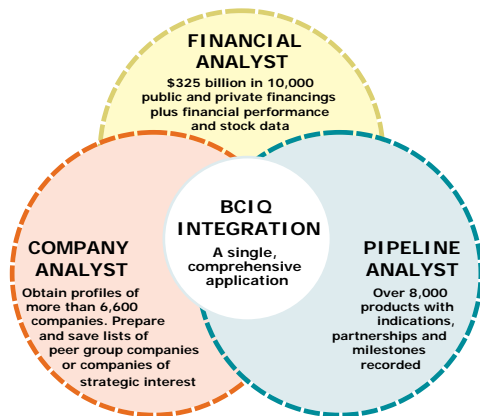 FINANCIAL
ANALYST
$325 billion in 10,000
public and private financings
plus financial performance
and stock data
BCIQ
INTEGRATION
A single,
comprehensive
application
COMPANY
ANALYST
Obtain profiles of
more than 6,600
companies. Prepare
and save lists of
peer group companies
or companies of
strategic interest
PIPELINE
ANALYST
Over 8,000
products with
indications,
partnerships and
milestones
recorded